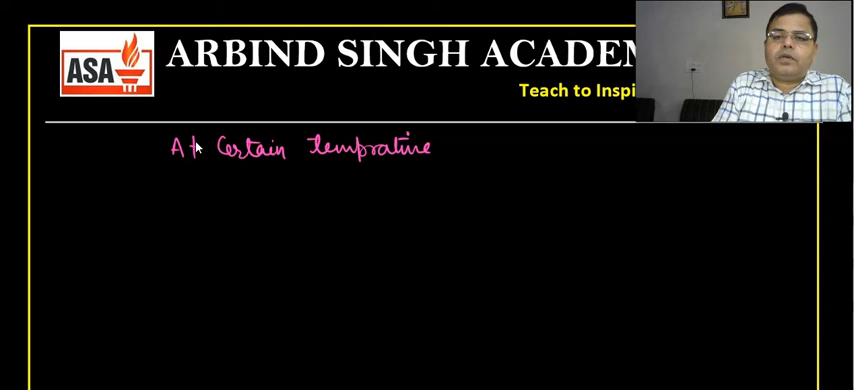 ASA
ARBIND SINGH ACADEM
Teach to Inspi
At Certain temprature